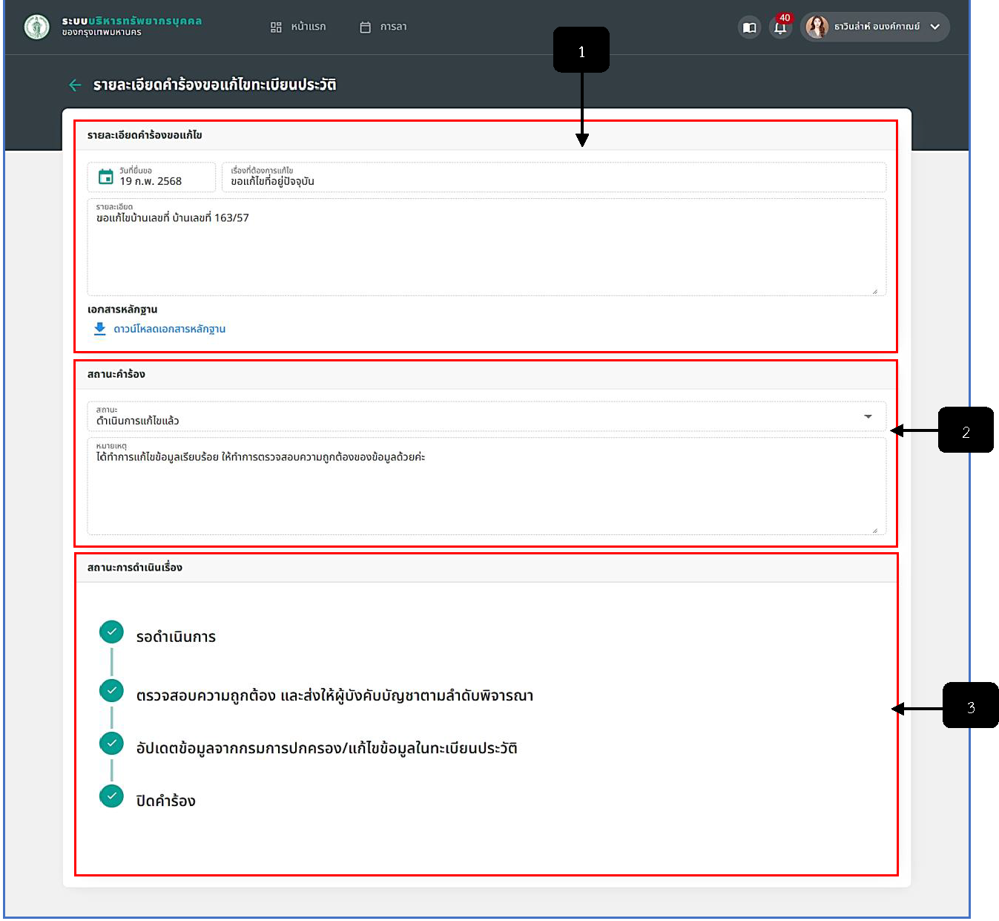 ระบบบริหารทรัพยากรบุคคล
ของกรุงเทพมหานคร
หน้าแรก
การลา
40
ธาวินล่าห์ อนงค์กาณย์
1
รายละเอียดคำร้องขอแก้ไขทะเบียนประวัติ
รายละเอียดคำร้องขอแก้ไข
วันที่ยื่นขอ
19 ก.พ. 2568
เรื่องที่ต้องการแก้ไข
ขอแก้ไขที่อยู่ปัจจุบัน
รายละเอียด
ขอแก้ไขบ้านเลขที่ บ้านเลขที่ 163/57
เอกสารหลักฐาน
ดาวน์โหลดเอกสารหลักฐาน
สถานะคำร้อง
สถานะ
ดำเนินการแก้ไขแล้ว
2
หมายเหตุ
ได้ทำการแก้ไขข้อมูลเรียบร้อย ให้ทำการตรวจสอบความถูกต้องของข้อมูลด้วยค่ะ
สถานะการดำเนินเรื่อง
รอดำเนินการ
ตรวจสอบความถูกต้อง และส่งให้ผู้บังคับบัญชาตามลำดับพิจารณา
3
อัปเดตข้อมูลจากกรมการปกครอง/แก้ไขข้อมูลในทะเบียนประวัติ
ปิดคำร้อง